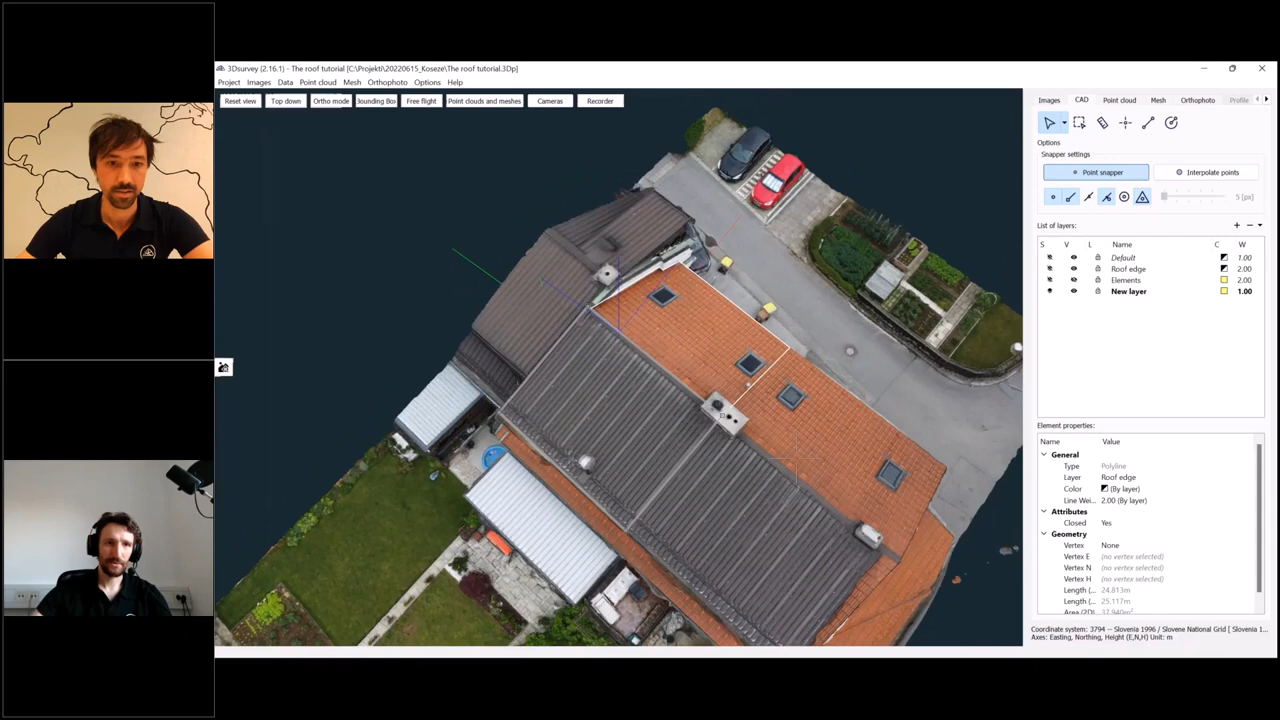 3Dsurvey (2.16.1) - The roof tutorial [C:\Projekti\20220615_Koseze\The roof tutorial.3Dp]
Project Images Data Point cloud Mesh Orthophoto Options Help
Reset view Top down Ortho mode Bounding Box Free flight Point clouds and meshes Cameras Recorder
Images CAD Point cloud Mesh Orthophoto Profile
Options
Snapper settings
Point snapper Interpolate points
5 [px]
List of layers:
S V L Name C W
Default 1.00
Roof edge 2.00
Elements 2.00
New layer 1.00
Element properties:
Name Value
General
Type Polyline
Layer Roof edge
Color (By layer)
Line Wei... 2.00 (By layer)
Attributes
Closed Yes
Geometry
Vertex None
Vertex E (no vertex selected)
Vertex N (no vertex selected)
Vertex H (no vertex selected)
Length (... 24.813m
Length (... 25.117m
Area (2D) 37.940m²
Coordinate system: 3794 -- Slovenia 1996 / Slovene National Grid [ Slovenia 1...
Axes: Easting, Northing, Height (E,N,H) Unit: m